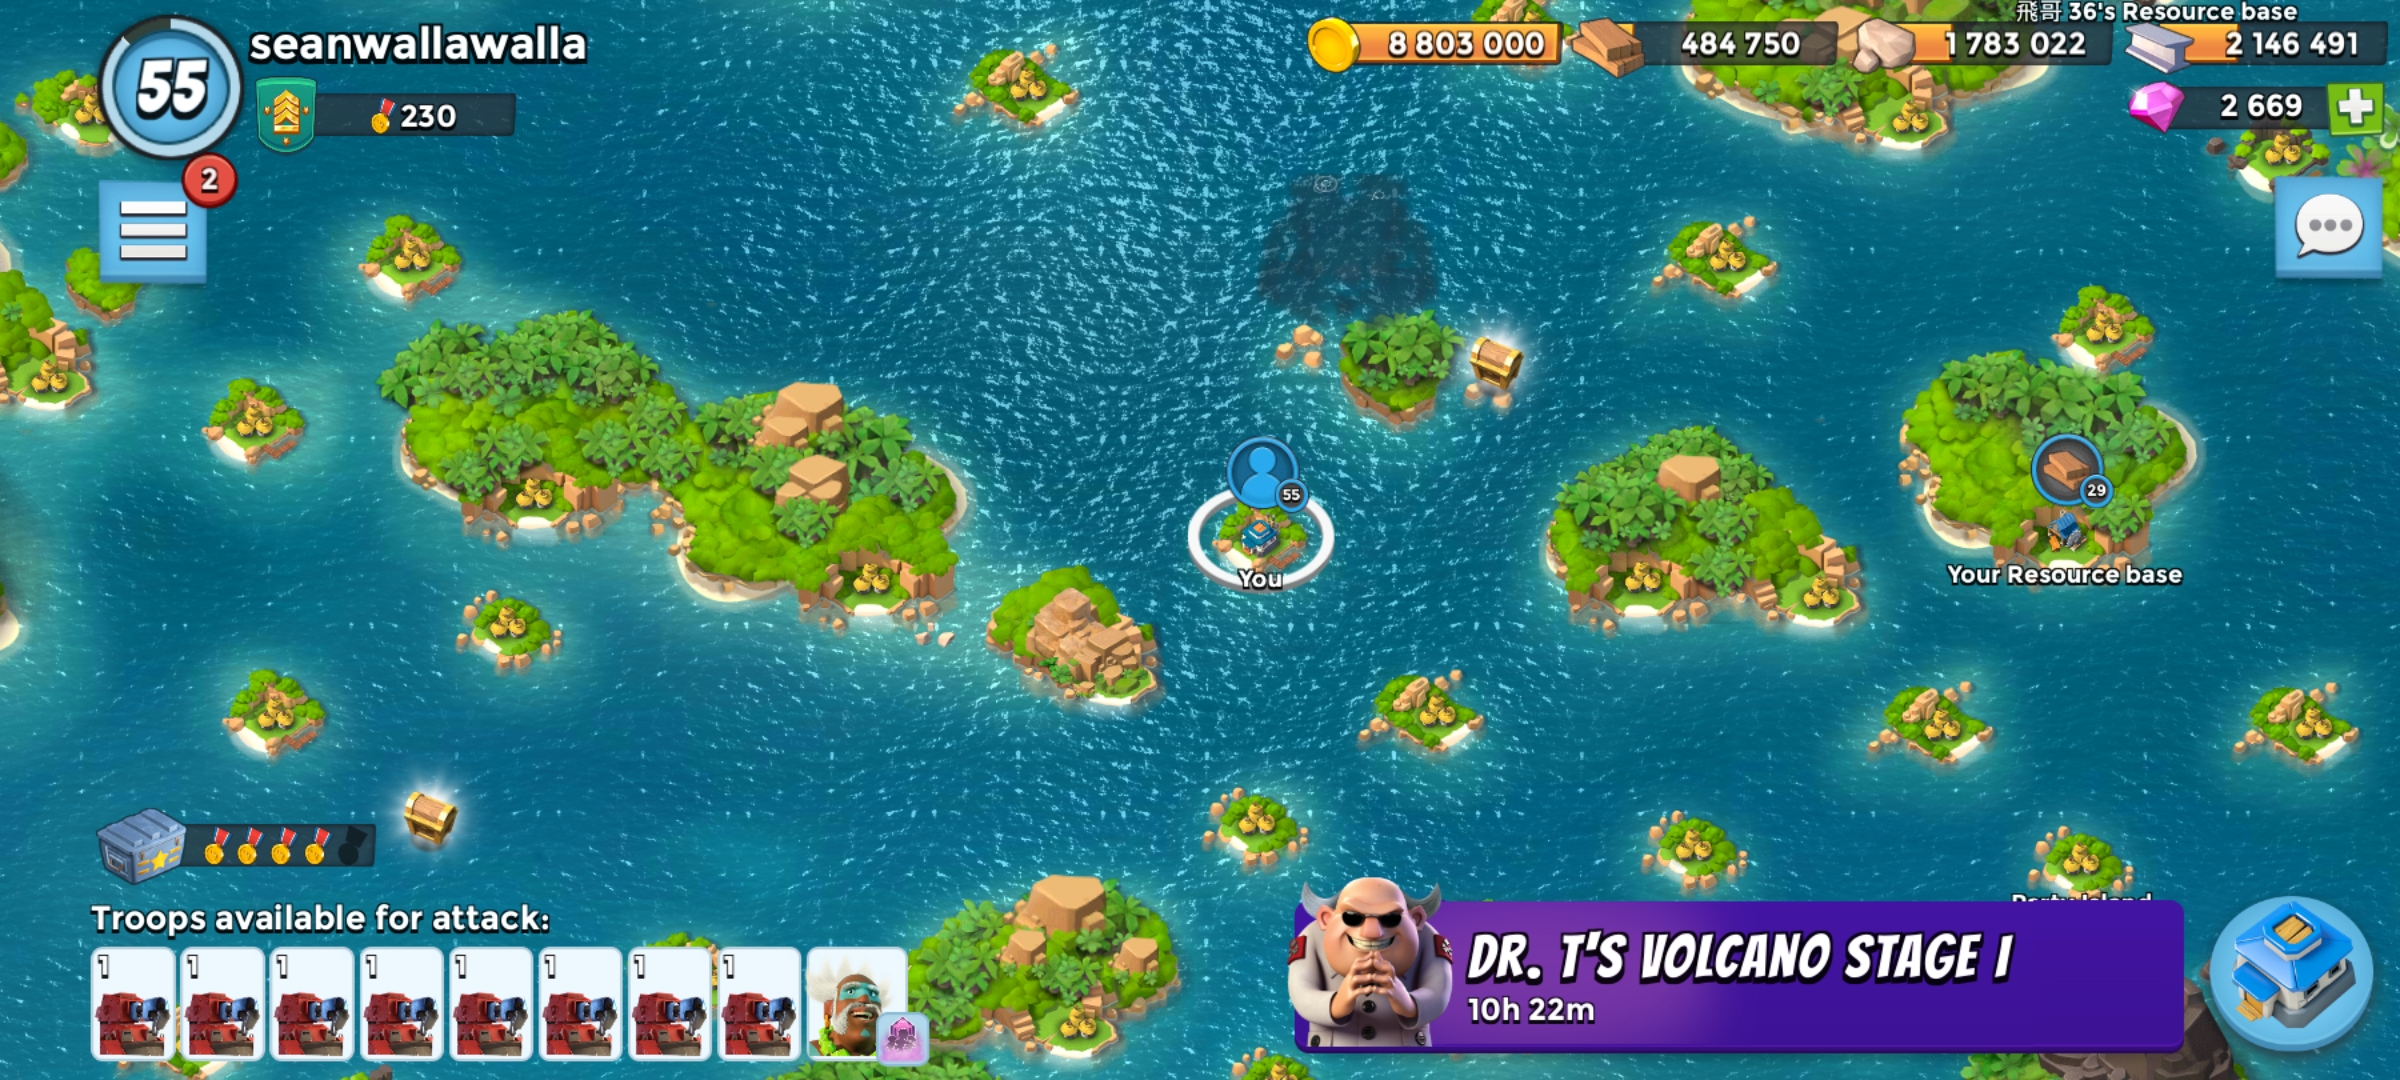 飛哥 36's Resource base
55
seanwallawalla
230
8 803 000
484 750
1 783 022
2 146 491
2 669
2
55
You
29
Your Resource base
Party Island
Troops available for attack:
1
1
1
1
1
1
1
1
DR. T'S VOLCANO STAGE I
10h 22m